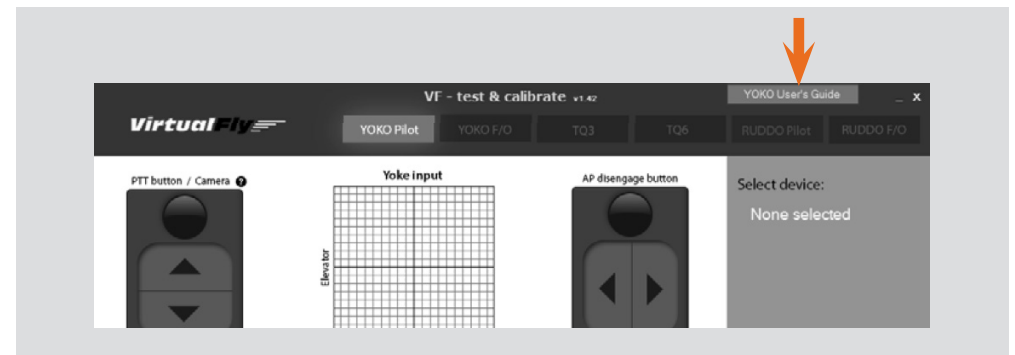 VF - test & calibrate v1.42
YOKO User's Guide
_ x
VirtualFly
YOKO Pilot
YOKO F/O
TQ3
TQ6
RUDDO Pilot
RUDDO F/O
PTT button / Camera ?
Yoke input
AP disengage button
Select device:
None selected
Elevator